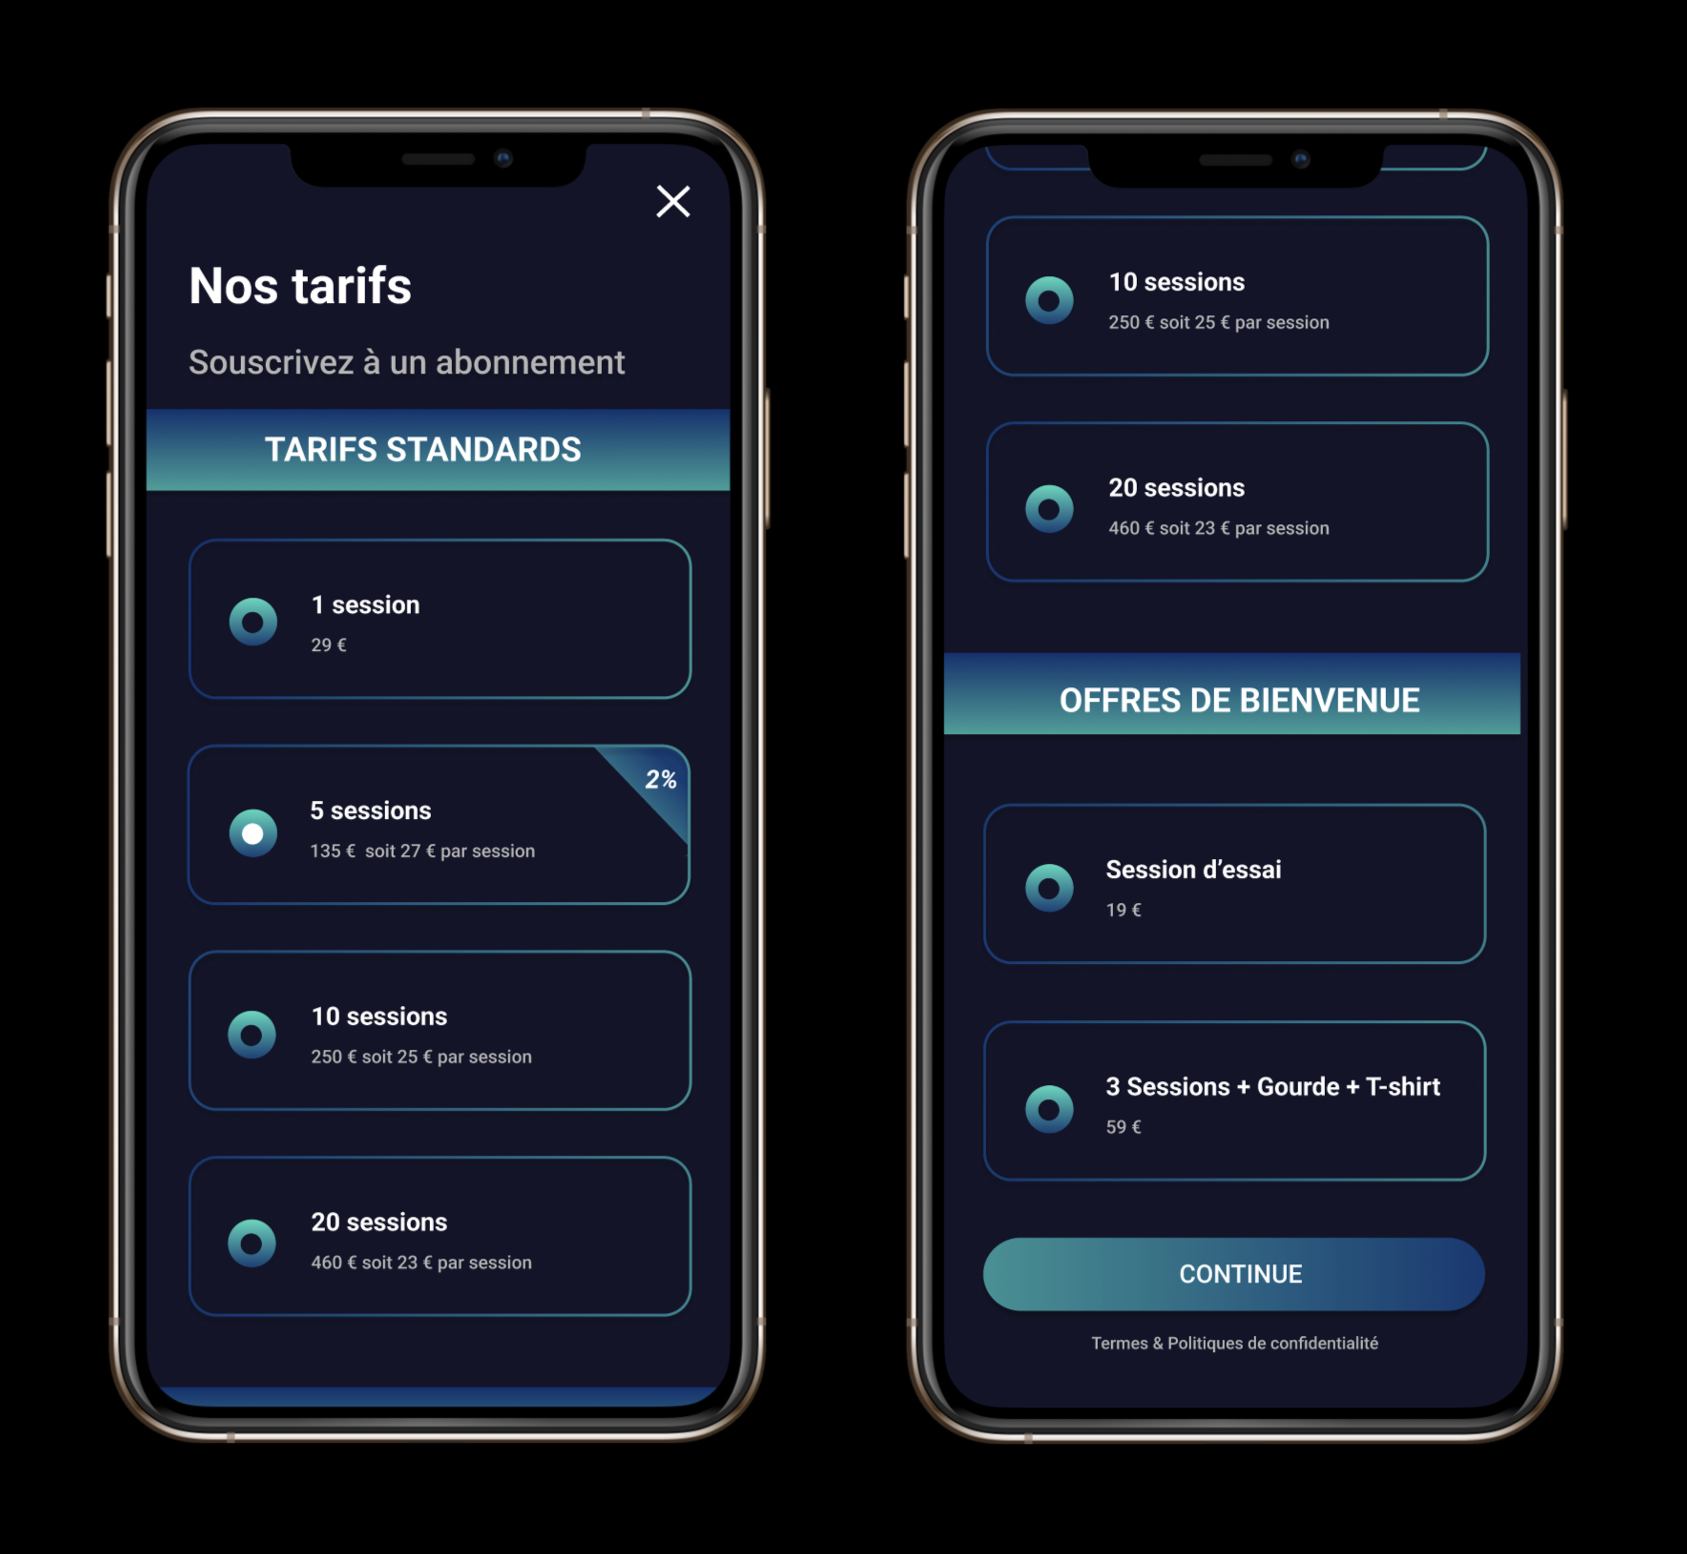 Nos tarifs
Souscrivez à un abonnement
TARIFS STANDARDS
1 session
29 €
2%
5 sessions
135 €  soit 27 € par session
10 sessions
250 € soit 25 € par session
20 sessions
460 € soit 23 € par session
10 sessions
250 € soit 25 € par session
20 sessions
460 € soit 23 € par session
OFFRES DE BIENVENUE
Session d’essai
19 €
3 Sessions + Gourde + T-shirt
59 €
CONTINUE
Termes & Politiques de confidentialité